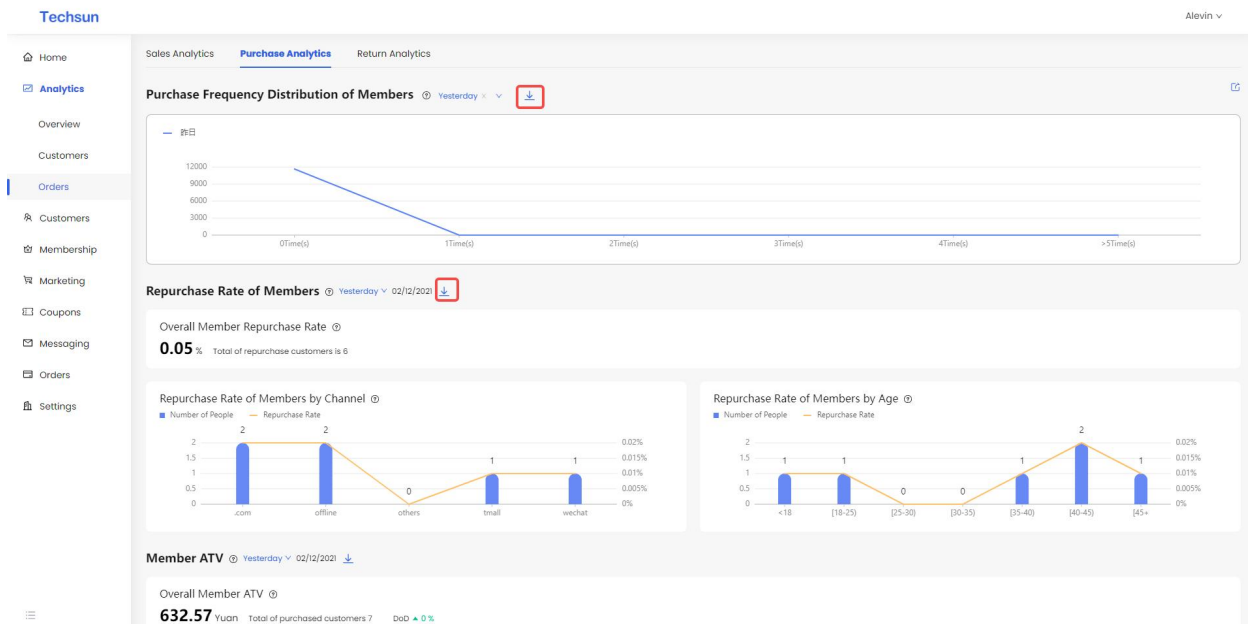 Techsun
Alevin
Home
Analytics
Overview
Customers
Orders
Customers
Membership
Marketing
Coupons
Messaging
Orders
Settings
Sales Analytics Purchase Analytics Return Analytics
Purchase Frequency Distribution of Members Yesterday
昨日
12000
9000
6000
3000
0
0Time(s) 1Time(s) 2Time(s) 3Time(s) 4Time(s) >5Time(s)
Repurchase Rate of Members Yesterday 02/12/2021
Overall Member Repurchase Rate
0.05 % Total of repurchase customers is 6
Repurchase Rate of Members by Channel
Number of People Repurchase Rate
2 2
2 0.02%
1.5 1 1 0.015%
1 0.01%
0.5 0 0.005%
0 0%
.com offline others tmall wechat
Repurchase Rate of Members by Age
Number of People Repurchase Rate
2
2 0.02%
1.5 1 1 1 1 0.015%
1 0.01%
0.5 0 0 0.005%
0 0%
<18 [18-25) [25-30) [30-35) [35-40) [40-45) [45+
Member ATV Yesterday 02/12/2021
Overall Member ATV
632.57 Yuan Total of purchased customers 7 DoD ▲ 0 %